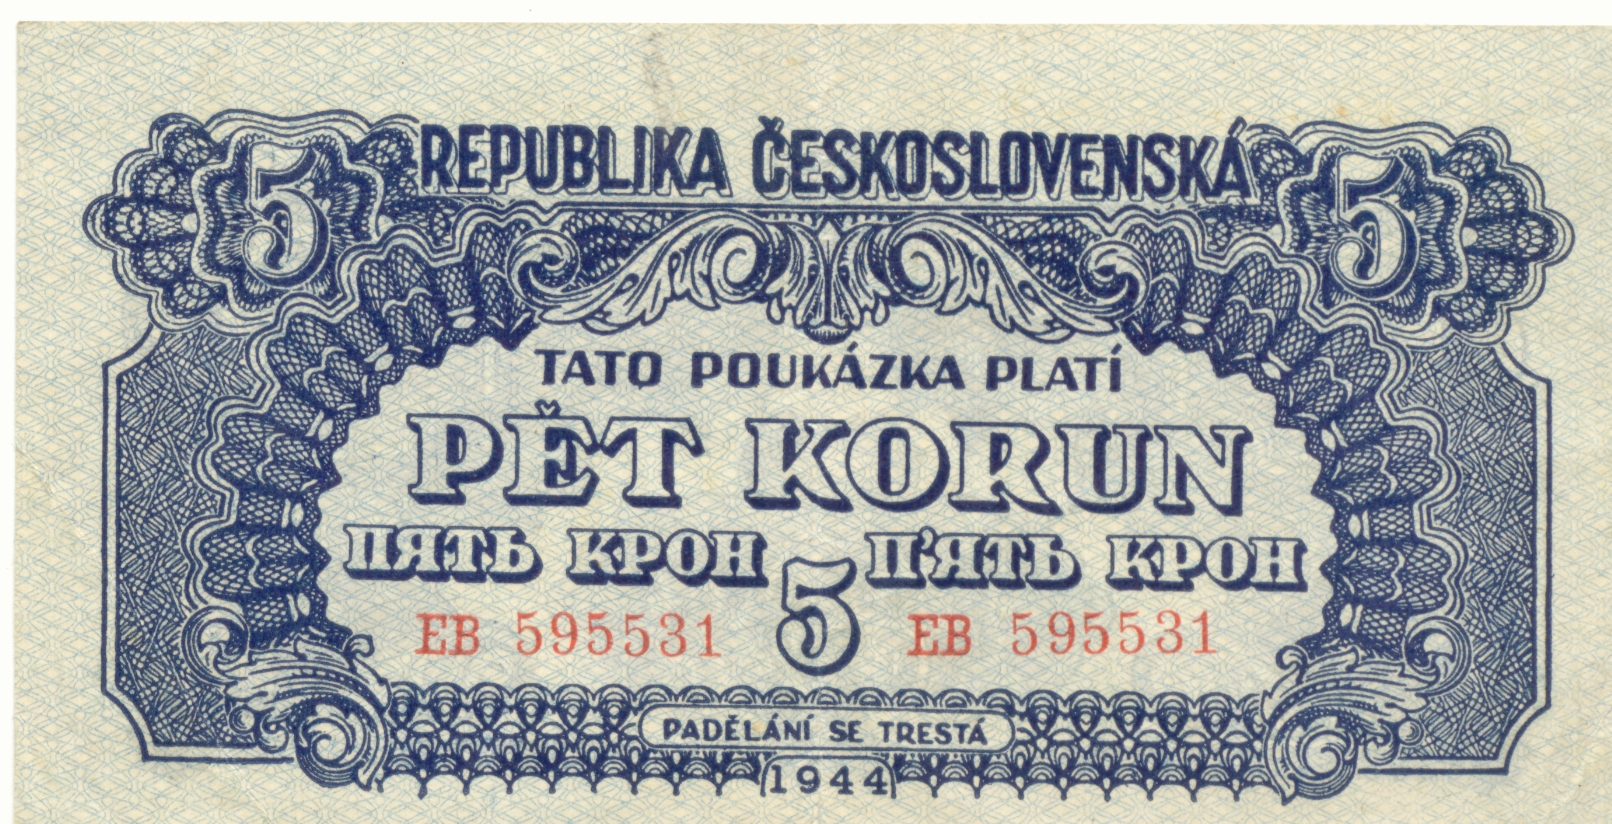 5 REPUBLIKA ČESKOSLOVENSKÁ 5
TATO POUKÁZKA PLATÍ
PĚT KORUN
ПЯТЬ КРОН 5 П'ЯТЬ КРОН
EB 595531 EB 595531
PADĚLÁNÍ SE TRESTÁ
1944